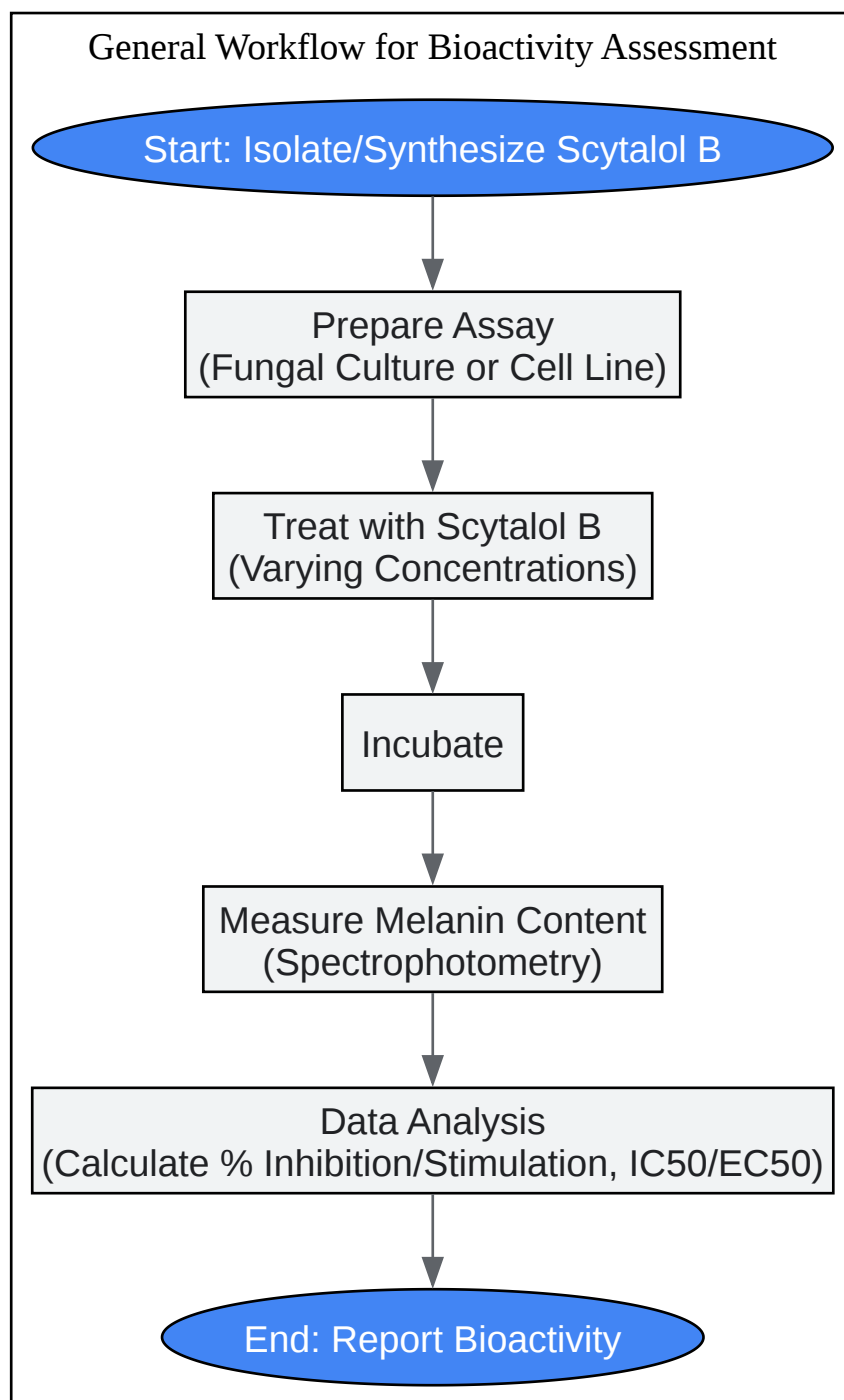 General Workflow for Bioactivity Assessment
Start: Isolate/Synthesize Scytalol B
Prepare Assay
(Fungal Culture or Cell Line)
Treat with Scytalol B
(Varying Concentrations)
Incubate
Measure Melanin Content
(Spectrophotometry)
Data Analysis
(Calculate % Inhibition/Stimulation, IC50/EC50)
End: Report Bioactivity